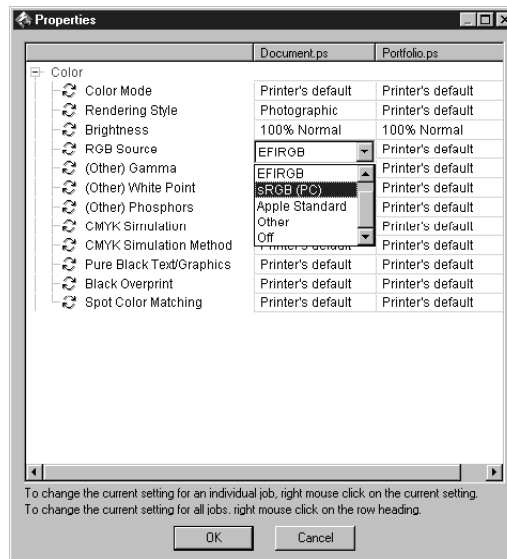 Properties
Document.ps Portfolio.ps
Color
Color Mode Printer's default Printer's default
Rendering Style Photographic Printer's default
Brightness 100% Normal 100% Normal
RGB Source EFIRGB Printer's default
(Other) Gamma EFIRGB Printer's default
(Other) White Point sRGB (PC) Printer's default
(Other) Phosphors Apple Standard Printer's default
CMYK Simulation Other Printer's default
CMYK Simulation Method Off Printer's default Printer's default
Pure Black Text/Graphics Printer's default Printer's default
Black Overprint Printer's default Printer's default
Spot Color Matching Printer's default Printer's default
To change the current setting for an individual job, right mouse click on the current setting.
To change the current setting for all jobs. right mouse click on the row heading.
OK Cancel